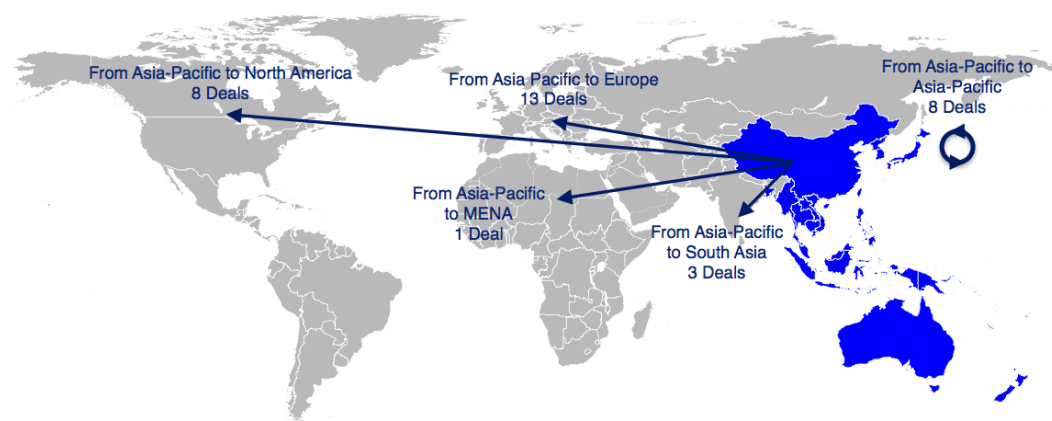 From Asia-Pacific to North America
8 Deals
From Asia Pacific to Europe
13 Deals
From Asia-Pacific to
Asia-Pacific
8 Deals
From Asia-Pacific
to MENA
1 Deal
From Asia-Pacific
to South Asia
3 Deals